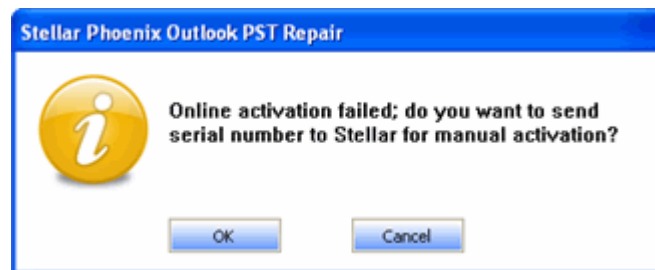 Stellar Phoenix Outlook PST Repair
Online activation failed; do you want to send
serial number to Stellar for manual activation?
OK Cancel